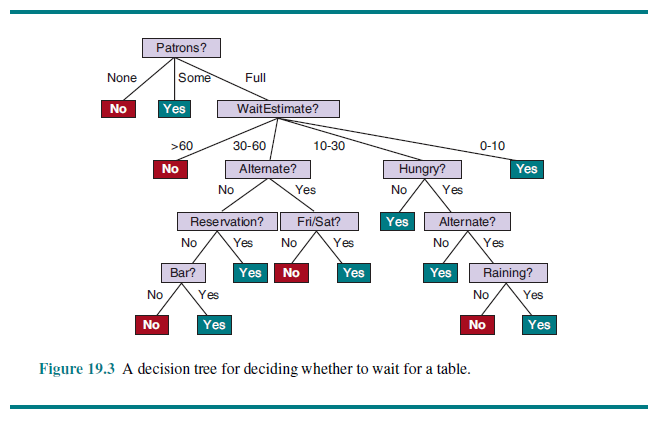 Patrons?
None Some Full
No Yes WaitEstimate?
>60 30-60 10-30 0-10
No Alternate? Hungry? Yes
No Yes No Yes
Reservation? Fri/Sat? Yes Alternate?
No Yes No Yes No Yes
Bar? Yes No Yes Yes Raining?
No Yes No Yes
No Yes No Yes
Figure 19.3 A decision tree for deciding whether to wait for a table.